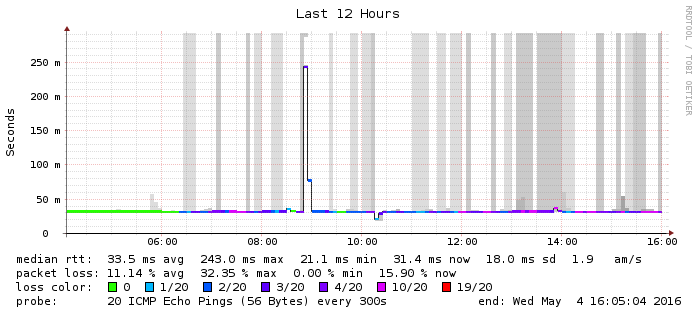 Last 12 Hours
RRDTOOL / TOBI OETIKER
Seconds
250 m
200 m
150 m
100 m
50 m
0
06:00 08:00 10:00 12:00 14:00 16:00
median rtt: 33.5 ms avg 243.0 ms max 21.1 ms min 31.4 ms now 18.0 ms sd 1.9 am/s
packet loss: 11.14 % avg 32.35 % max 0.00 % min 15.90 % now
loss color: 0 1/20 2/20 3/20 4/20 10/20 19/20
probe: 20 ICMP Echo Pings (56 Bytes) every 300s end: Wed May 4 16:05:04 2016